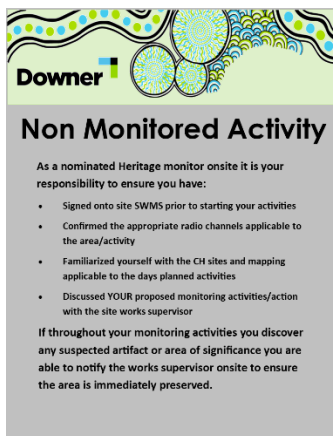 Downer
Non Monitored Activity
As a nominated Heritage monitor onsite it is your
responsibility to ensure you have:
• Signed onto site SWMS prior to starting your activities
• Confirmed the appropriate radio channels applicable to
the area/activity
• Familiarized yourself with the CH sites and mapping
applicable to the days planned activities
• Discussed YOUR proposed monitoring activities/action
with the site works supervisor
If throughout your monitoring activities you discover
any suspected artifact or area of significance you are
able to notify the works supervisor onsite to ensure
the area is immediately preserved.